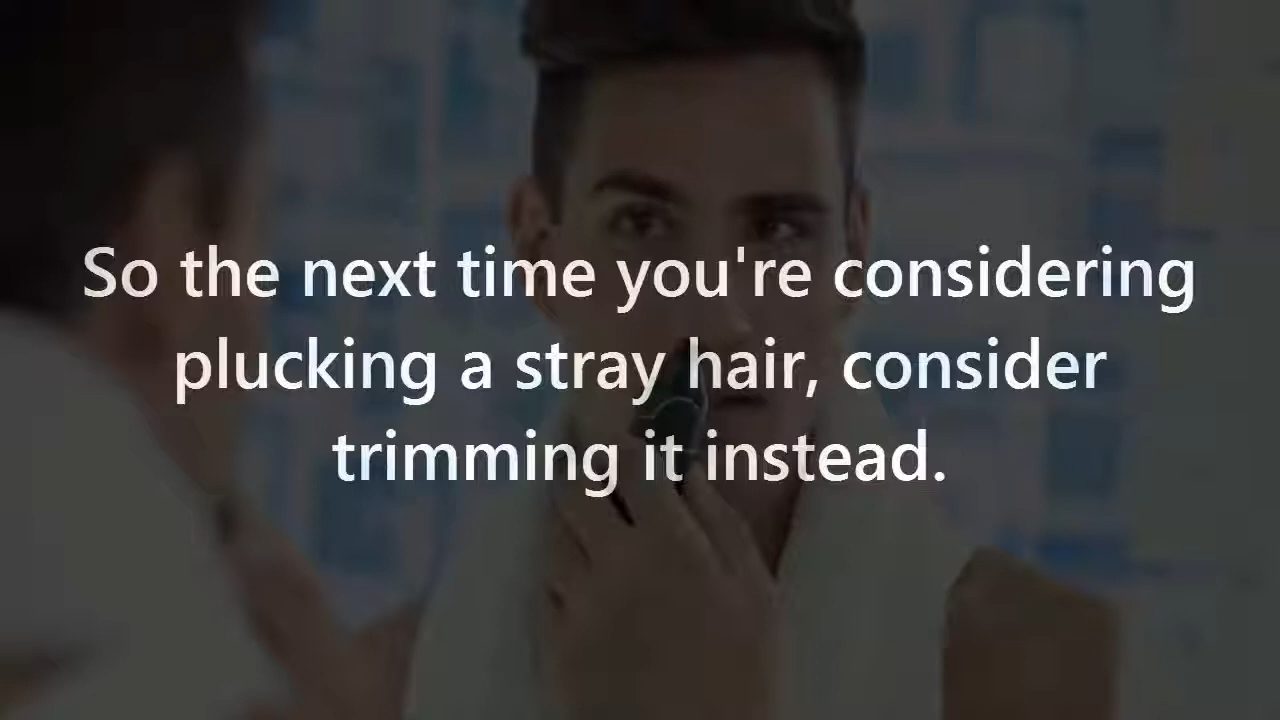 So the next time you're considering
plucking a stray hair, consider
trimming it instead.